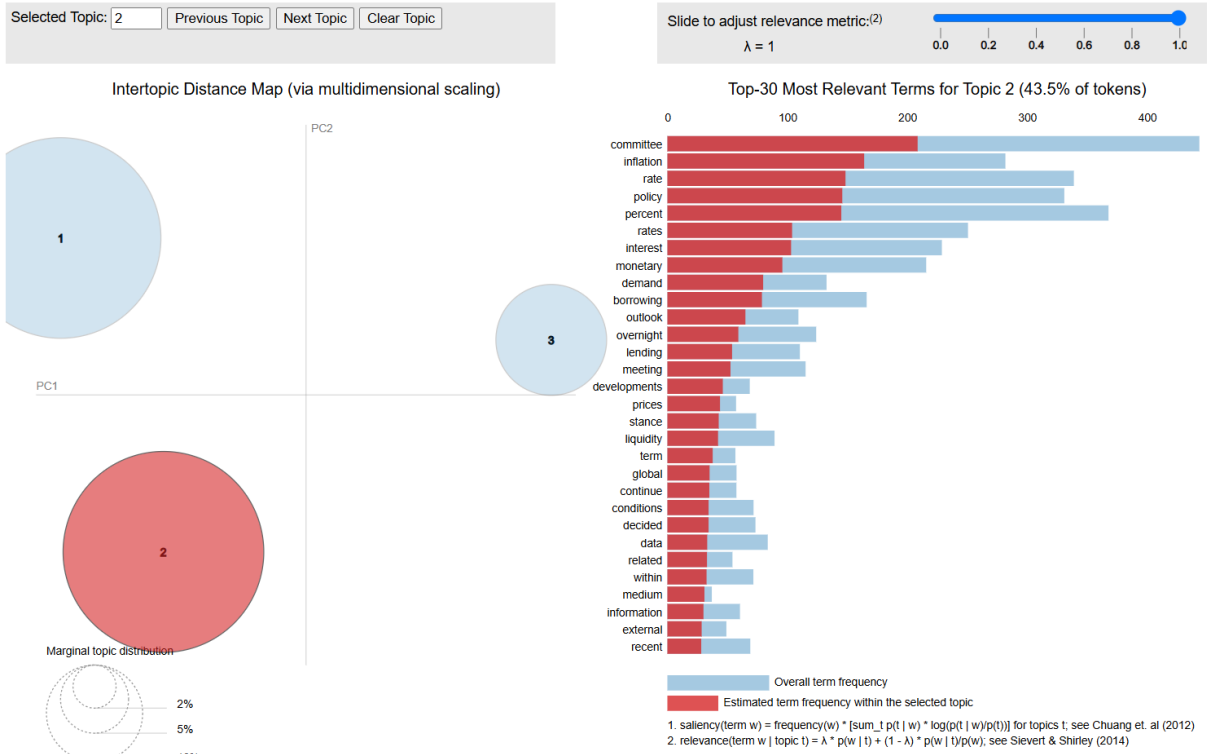 Selected Topic: 2 Previous Topic Next Topic Clear Topic
Slide to adjust relevance metric:(2)
λ = 1
0.0 0.2 0.4 0.6 0.8 1.0
Intertopic Distance Map (via multidimensional scaling)
PC2
PC1
1
3
2
Marginal topic distribution
2%
5%
Top-30 Most Relevant Terms for Topic 2 (43.5% of tokens)
0 100 200 300 400
committee
inflation
rate
policy
percent
rates
interest
monetary
demand
borrowing
outlook
overnight
lending
meeting
developments
prices
stance
liquidity
term
global
continue
conditions
decided
data
related
within
medium
information
external
recent
Overall term frequency
Estimated term frequency within the selected topic
1. saliency(term w) = frequency(w) * [sum_t p(t | w) * log(p(t | w)/p(t))] for topics t; see Chuang et. al (2012)
2. relevance(term w | topic t) = λ * p(w | t) + (1 - λ) * p(w | t)/p(w); see Sievert & Shirley (2014)